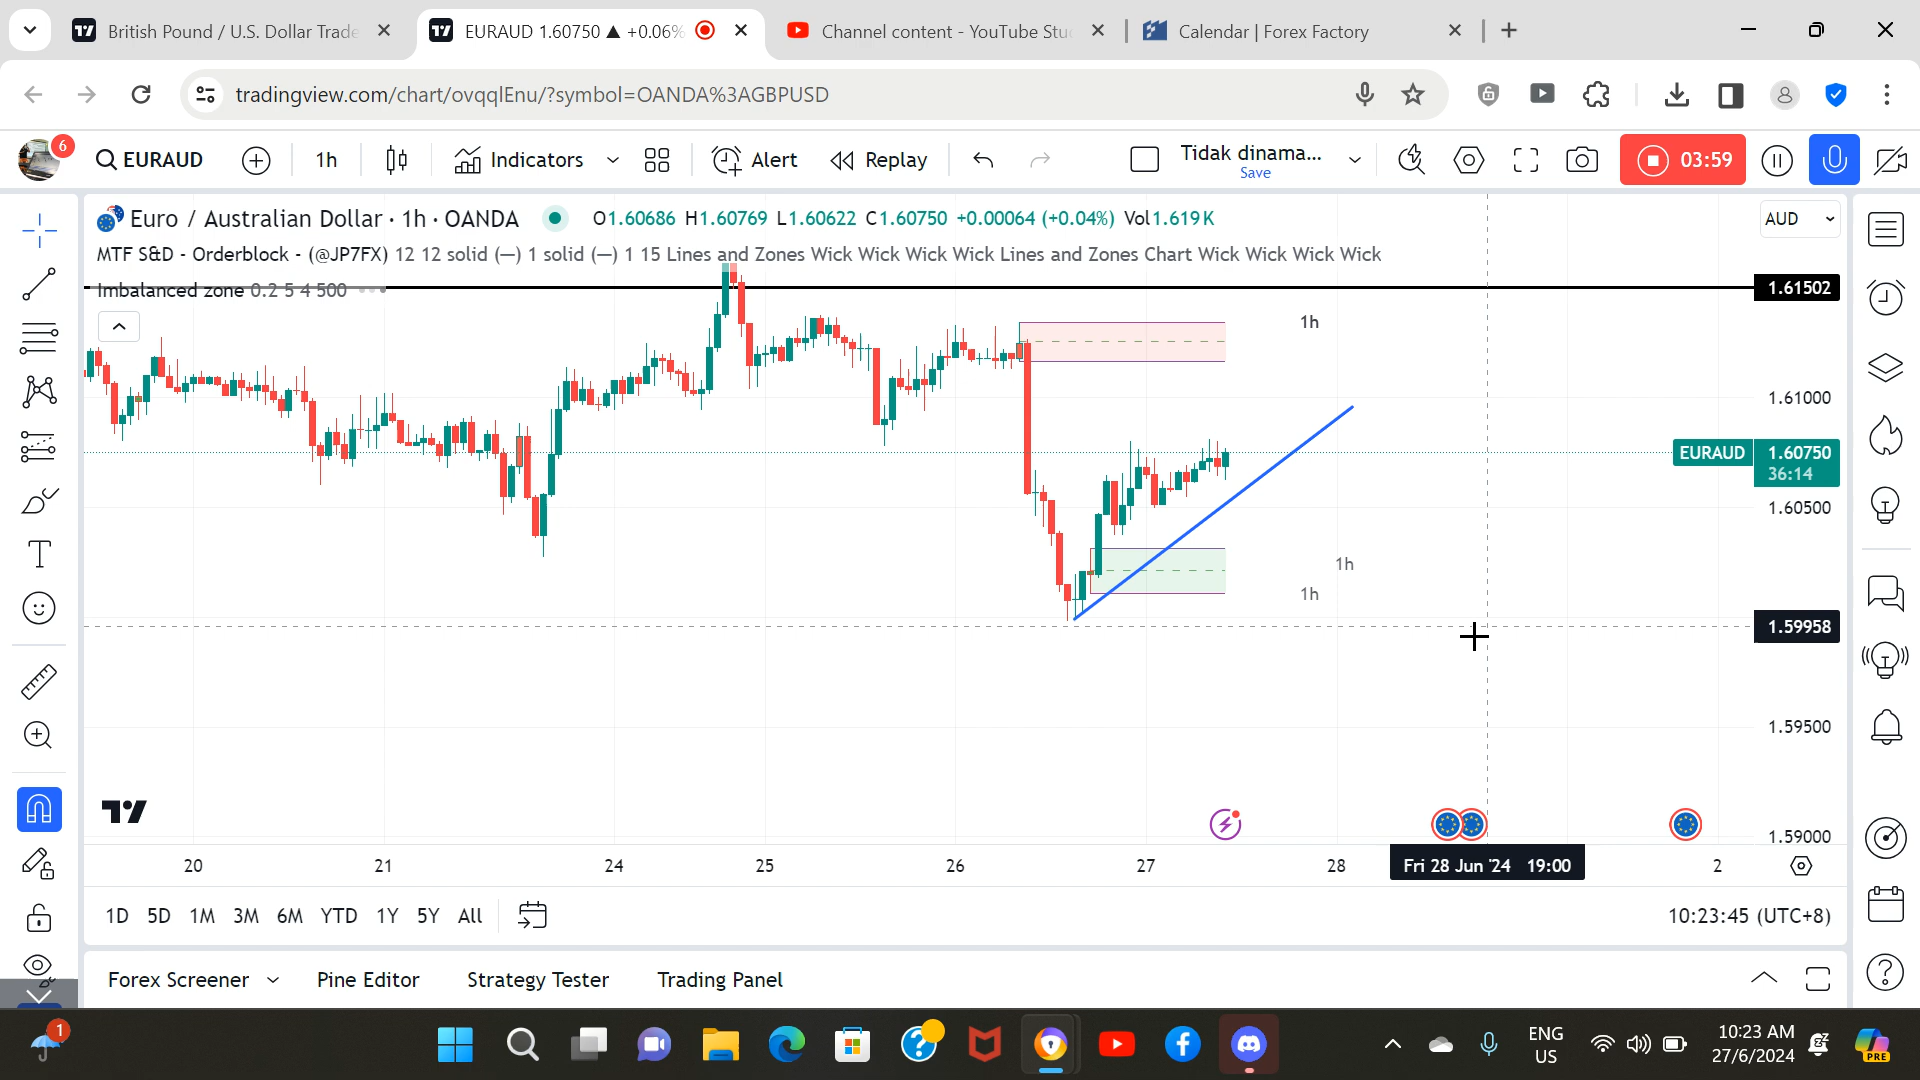 British Pound / U.S. Dollar Trade
EURAUD 1.60750 ▲ +0.06%
Channel content - YouTube Stu
Calendar | Forex Factory
tradingview.com/chart/ovqqlEnu/?symbol=OANDA%3AGBPUSD
6
EURAUD
1h
Indicators
Alert
Replay
Tidak dinama...
Save
03:59
Euro / Australian Dollar · 1h · OANDA
O1.60686 H1.60769 L1.60622 C1.60750 +0.00064 (+0.04%) Vol1.619K
AUD
MTF S&D - Orderblock - (@JP7FX) 12 12 solid (—) 1 solid (—) 1 15 Lines and Zones Wick Wick Wick Wick Lines and Zones Chart Wick Wick Wick Wick
Imbalanced zone 0.2 5 4 500
1.61502
1h
1.61000
EURAUD
1.60750
36:14
1.60500
1h
1h
1.59958
1.59500
1.59000
20
21
24
25
26
27
28
Fri 28 Jun '24 19:00
2
1D 5D 1M 3M 6M YTD 1Y 5Y All
10:23:45 (UTC+8)
Forex Screener
Pine Editor
Strategy Tester
Trading Panel
1
ENG
US
10:23 AM
27/6/2024
PRE